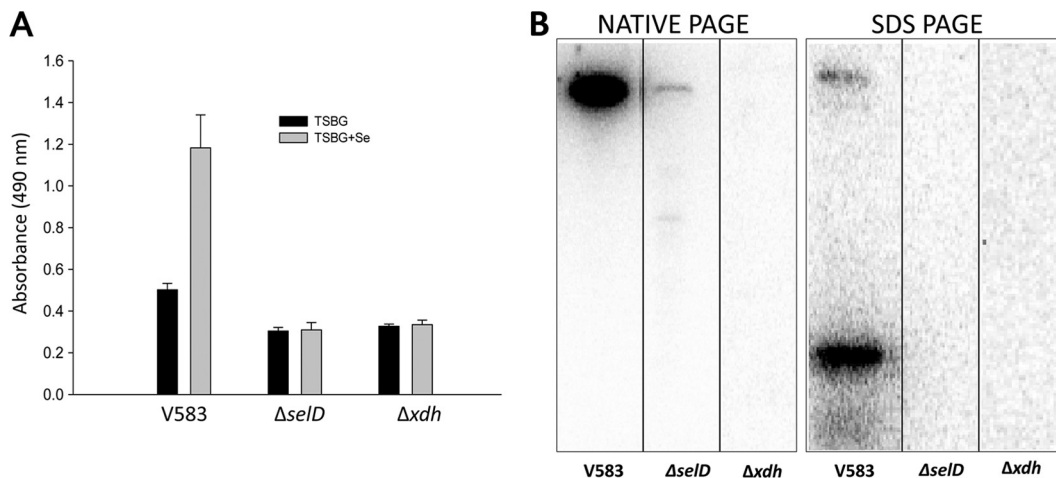 A
Absorbance (490 nm)
1.6
1.4
1.2
1.0
0.8
0.6
0.4
0.2
0.0
TSBG
TSBG+Se
V583
ΔselD
Δxdh
B
NATIVE PAGE
SDS PAGE
V583
ΔselD
Δxdh
V583
ΔselD
Δxdh